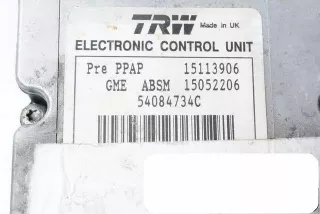 TRW Made in UK
ELECTRONIC CONTROL UNIT
Pre PPAP 15113906
GME ABSM 15052206
54084734C